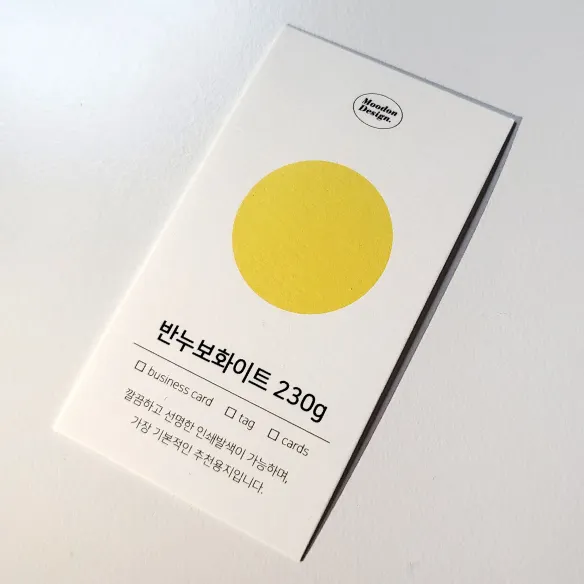 Moodon
Design.
반누보화이트 230g
□ business card □ tag □ cards
깔끔하고 선명한 인쇄발색이 가능하며,
가장 기본적인 추천용지입니다.